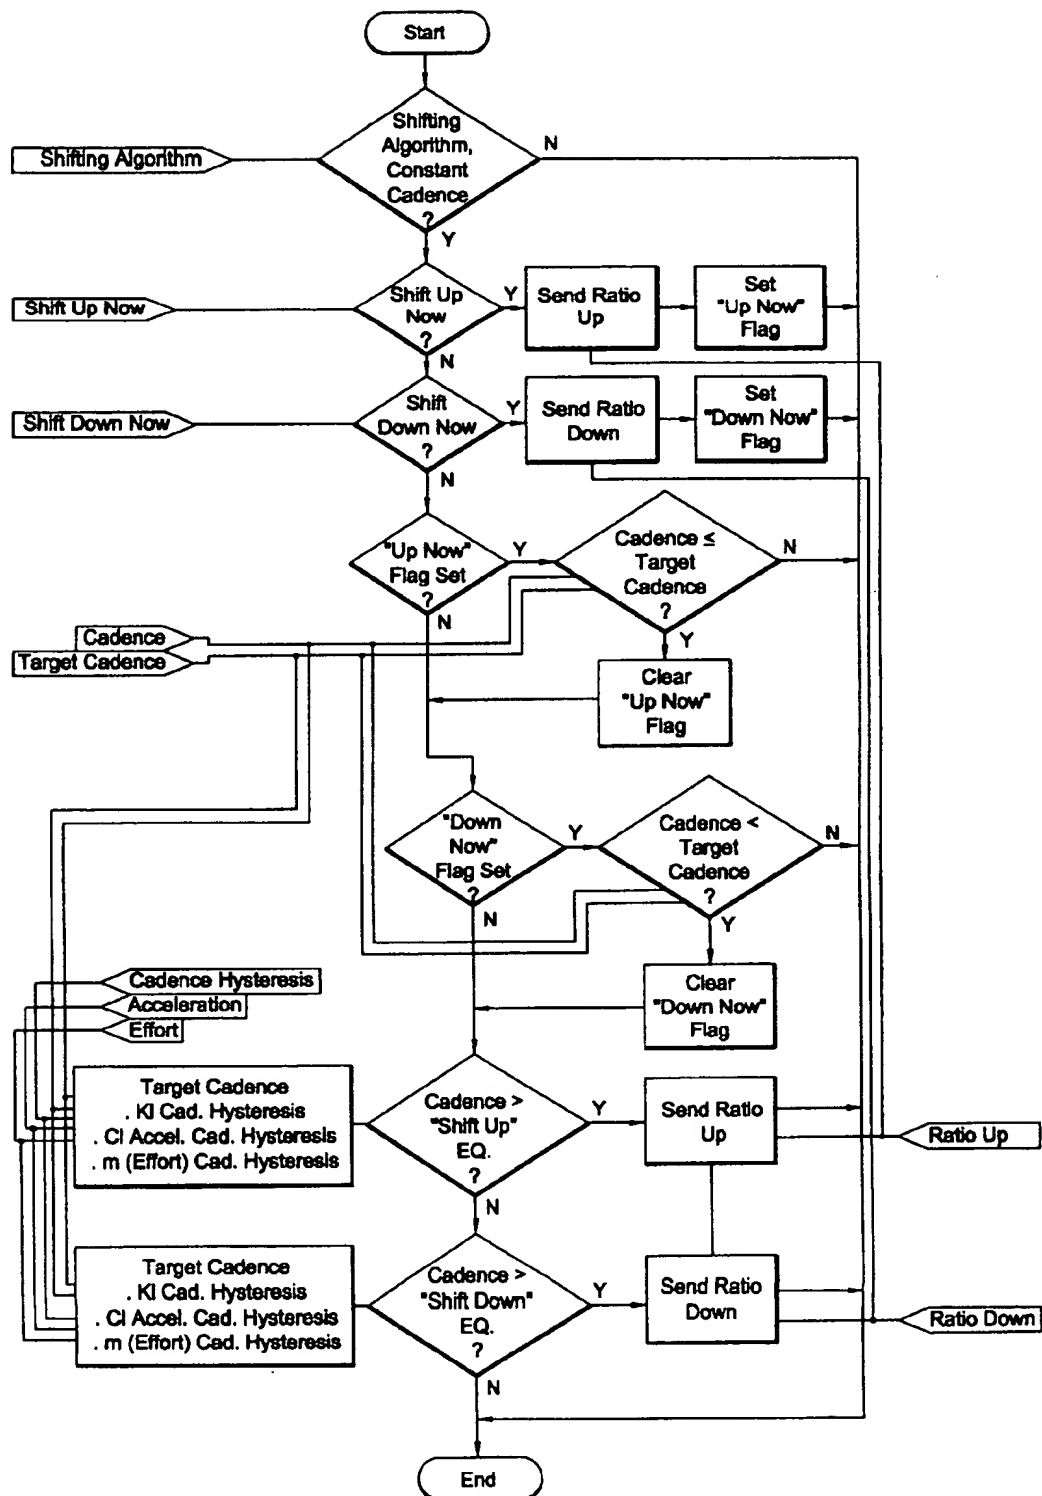 Start
Shifting
Algorithm,
Constant
Cadence
?
N
Y
Shifting Algorithm
Shift Up
Now
?
Y
N
Shift Up Now
Send Ratio
Up
Set
"Up Now"
Flag
Shift
Down Now
?
Y
N
Shift Down Now
Send Ratio
Down
Set
"Down Now"
Flag
"Up Now"
Flag Set
?
Y
N
Cadence ≤
Target
Cadence
?
N
Y
Cadence
Target Cadence
Clear
"Up Now"
Flag
"Down
Now"
Flag Set
?
Y
N
Cadence <
Target
Cadence
?
N
Y
Clear
"Down Now"
Flag
Cadence Hysteresis
Acceleration
Effort
Target Cadence
. KI Cad. Hysteresis
. CI Accel. Cad. Hysteresis
. m (Effort) Cad. Hysteresis
Cadence >
"Shift Up"
EQ.
?
Y
N
Send Ratio
Up
Ratio Up
Target Cadence
. KI Cad. Hysteresis
. CI Accel. Cad. Hysteresis
. m (Effort) Cad. Hysteresis
Cadence >
"Shift Down"
EQ.
?
Y
N
Send Ratio
Down
Ratio Down
End